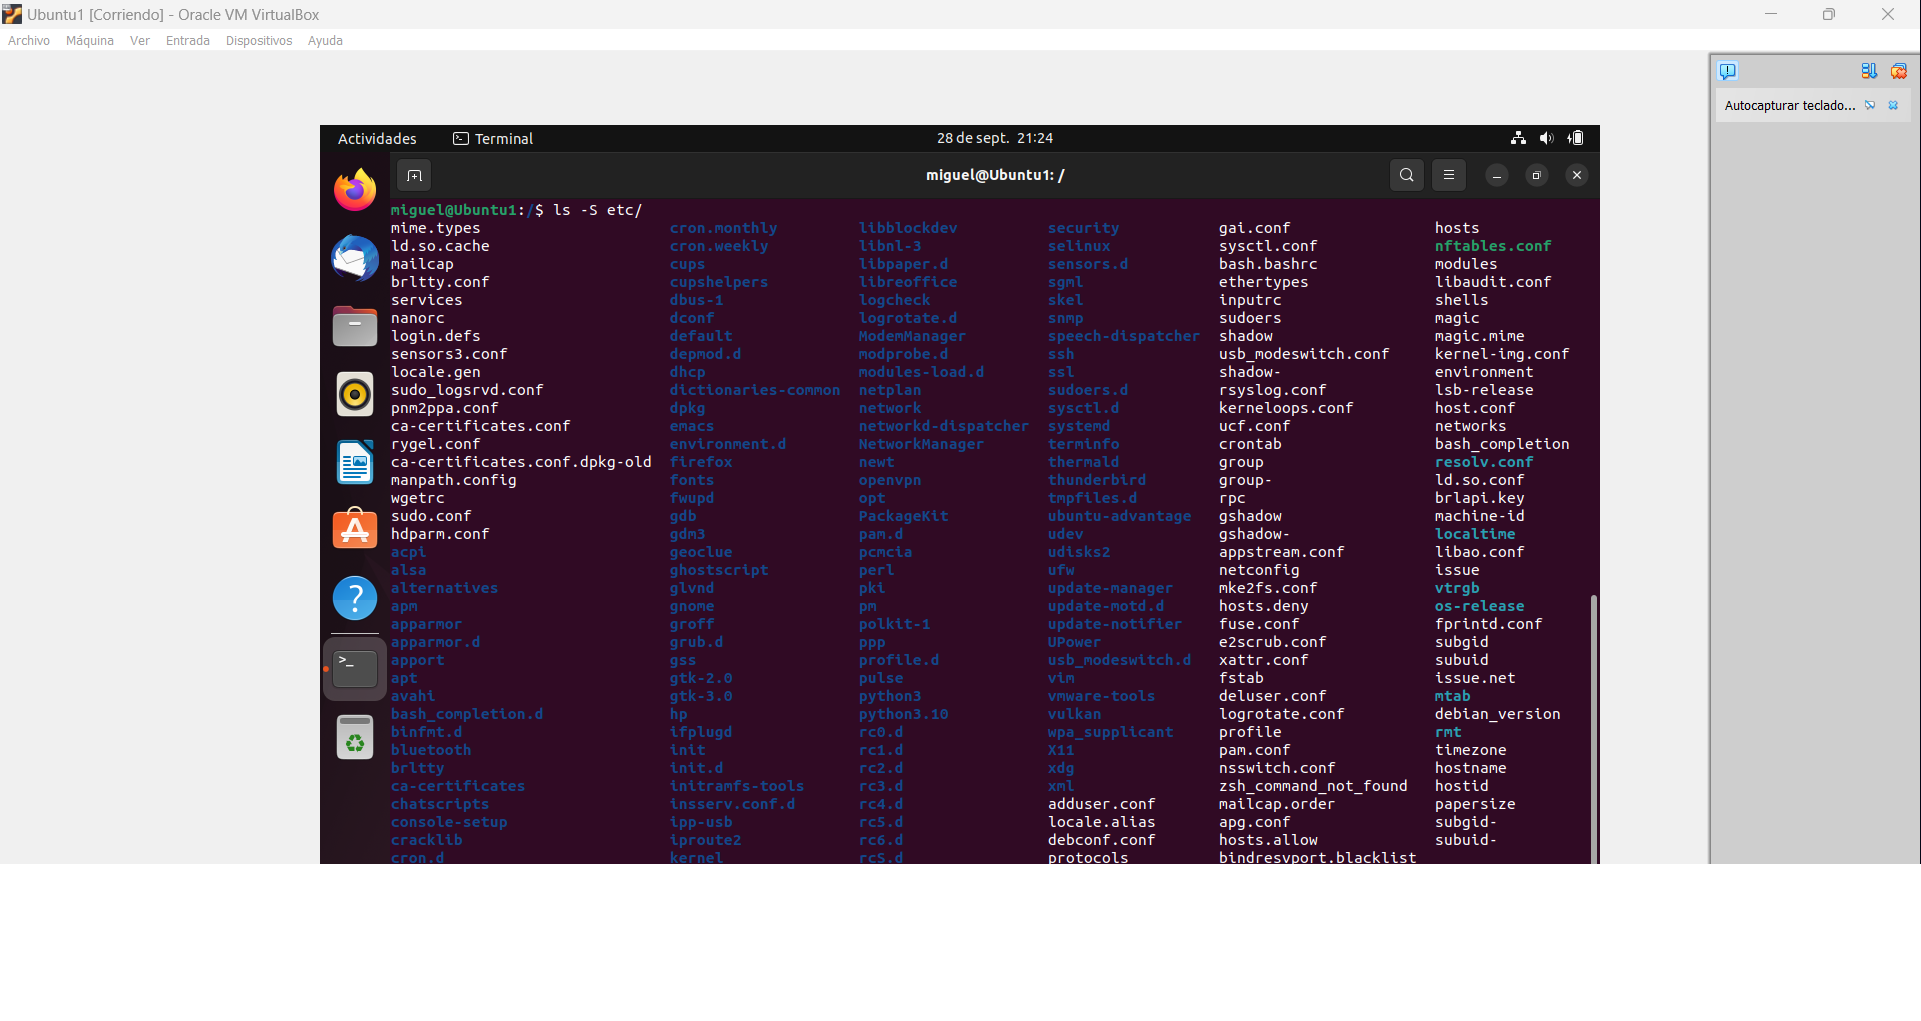 Ubuntu1 [Corriendo] - Oracle VM VirtualBox
Archivo Máquina Ver Entrada Dispositivos Ayuda
Autocapturar teclado...
Actividades Terminal 28 de sept. 21:24
miguel@Ubuntu1: /
miguel@Ubuntu1:/$ ls -S etc/
mime.types cron.monthly libblockdev security gai.conf hosts
ld.so.cache cron.weekly libnl-3 selinux sysctl.conf nftables.conf
mailcap cups libpaper.d sensors.d bash.bashrc modules
brltty.conf cupshelpers libreoffice sgml ethertypes libaudit.conf
services dbus-1 logcheck skel inputrc shells
nanorc dconf logrotate.d snmp sudoers magic
login.defs default ModemManager speech-dispatcher shadow magic.mime
sensors3.conf depmod.d modprobe.d ssh usb_modeswitch.conf kernel-img.conf
locale.gen dhcp modules-load.d ssl shadow- environment
sudo_logsrvd.conf dictionaries-common netplan sudoers.d rsyslog.conf lsb-release
pnm2ppa.conf dpkg network sysctl.d kerneloops.conf host.conf
ca-certificates.conf emacs networkd-dispatcher systemd ucf.conf networks
rygel.conf environment.d NetworkManager terminfo crontab bash_completion
ca-certificates.conf.dpkg-old firefox newt thermald group resolv.conf
manpath.config fonts openvpn thunderbird group- ld.so.conf
wgetrc fwupd opt tmpfiles.d rpc brlapi.key
sudo.conf gdb PackageKit ubuntu-advantage gshadow machine-id
hdparm.conf gdm3 pam.d udev gshadow- localtime
acpi geoclue pcmcia udisks2 appstream.conf libao.conf
alsa ghostscript perl ufw netconfig issue
alternatives glvnd pki update-manager mke2fs.conf vtrgb
apm gnome pm update-motd.d hosts.deny os-release
apparmor groff polkit-1 update-notifier fuse.conf fprintd.conf
apparmor.d grub.d ppp UPower e2scrub.conf subgid
apport gss profile.d usb_modeswitch.d xattr.conf subuid
apt gtk-2.0 pulse vim fstab issue.net
avahi gtk-3.0 python3 vmware-tools deluser.conf mtab
bash_completion.d hp python3.10 vulkan logrotate.conf debian_version
binfmt.d ifplugd rc0.d wpa_supplicant profile rmt
bluetooth init rc1.d X11 pam.conf timezone
brltty init.d rc2.d xdg nsswitch.conf hostname
ca-certificates initramfs-tools rc3.d xml zsh_command_not_found hostid
chatscripts insserv.conf.d rc4.d adduser.conf mailcap.order papersize
console-setup ipp-usb rc5.d locale.alias apg.conf subgid-
cracklib iproute2 rc6.d debconf.conf hosts.allow subuid-
cron.d kernel rcS.d protocols bindresvport.blacklist